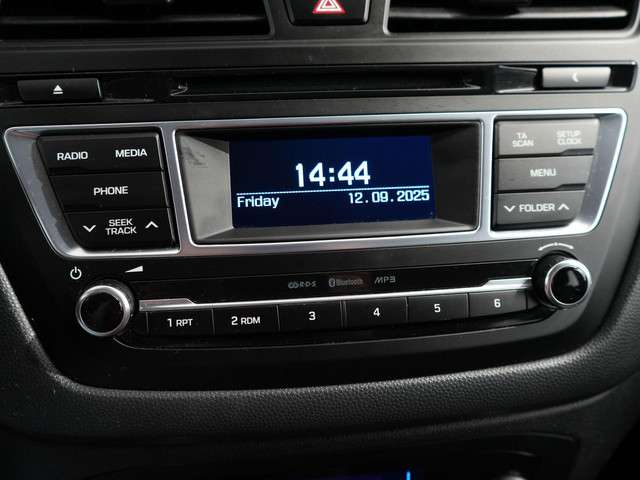 RADIO MEDIA
PHONE
SEEK
TRACK
14:44
Friday 12.09.2025
TA
SCAN
SETUP
CLOCK
MENU
FOLDER
RDS Bluetooth MP3
1 RPT 2 RDM 3 4 5 6